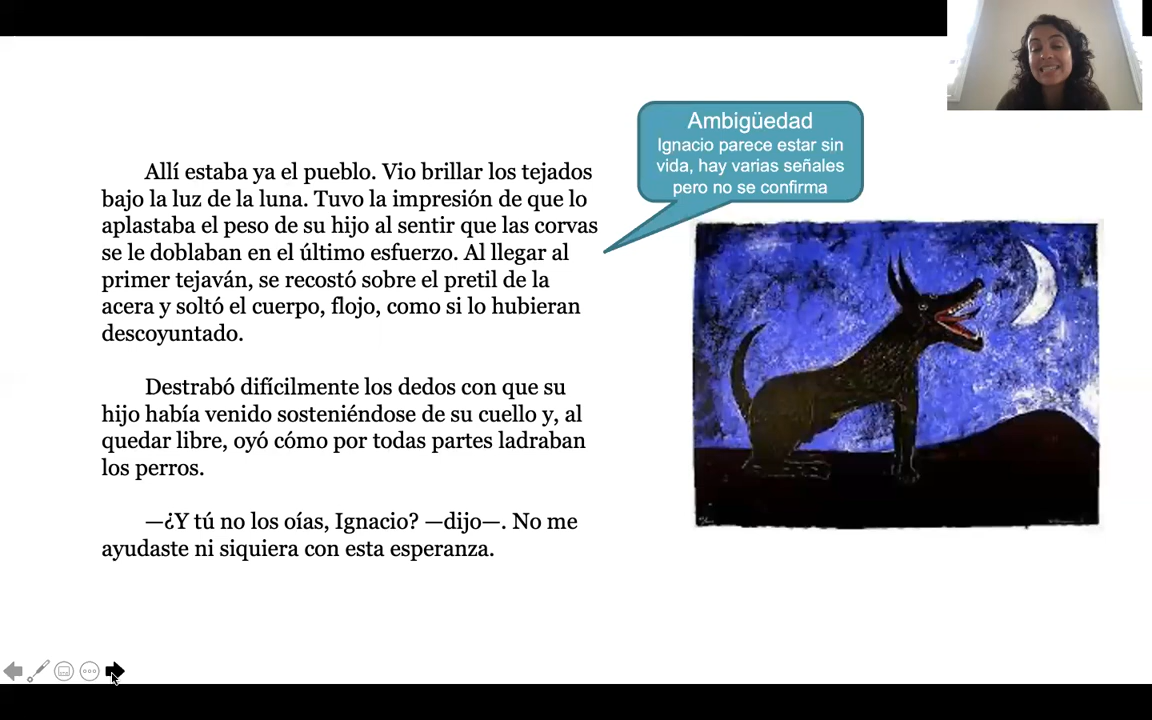 Ambigüedad
Ignacio parece estar sin
vida, hay varias señales
pero no se confirma
Allí estaba ya el pueblo. Vio brillar los tejados
bajo la luz de la luna. Tuvo la impresión de que lo
aplastaba el peso de su hijo al sentir que las corvas
se le doblaban en el último esfuerzo. Al llegar al
primer tejaván, se recostó sobre el pretil de la
acera y soltó el cuerpo, flojo, como si lo hubieran
descoyuntado.
Destrabó difícilmente los dedos con que su
hijo había venido sosteniéndose de su cuello y, al
quedar libre, oyó cómo por todas partes ladraban
los perros.
—¿Y tú no los oías, Ignacio? —dijo—. No me
ayudaste ni siquiera con esta esperanza.